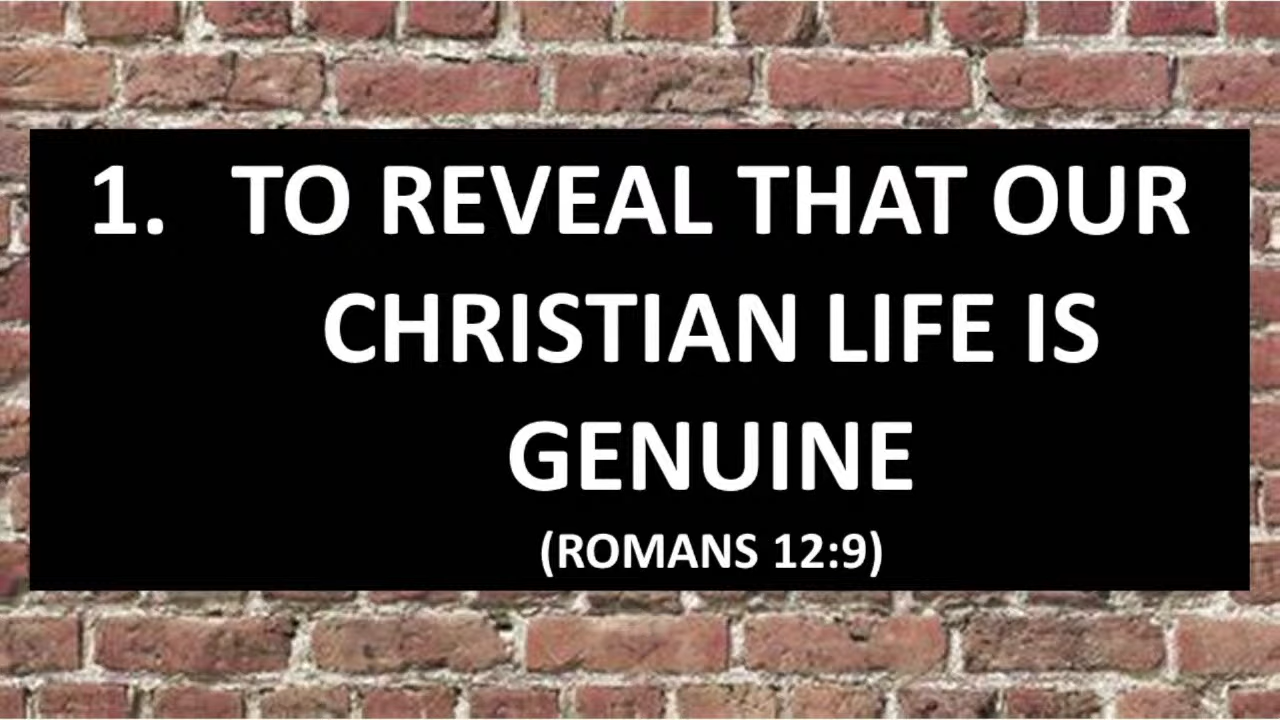 1. TO REVEAL THAT OUR
CHRISTIAN LIFE IS
GENUINE
(ROMANS 12:9)